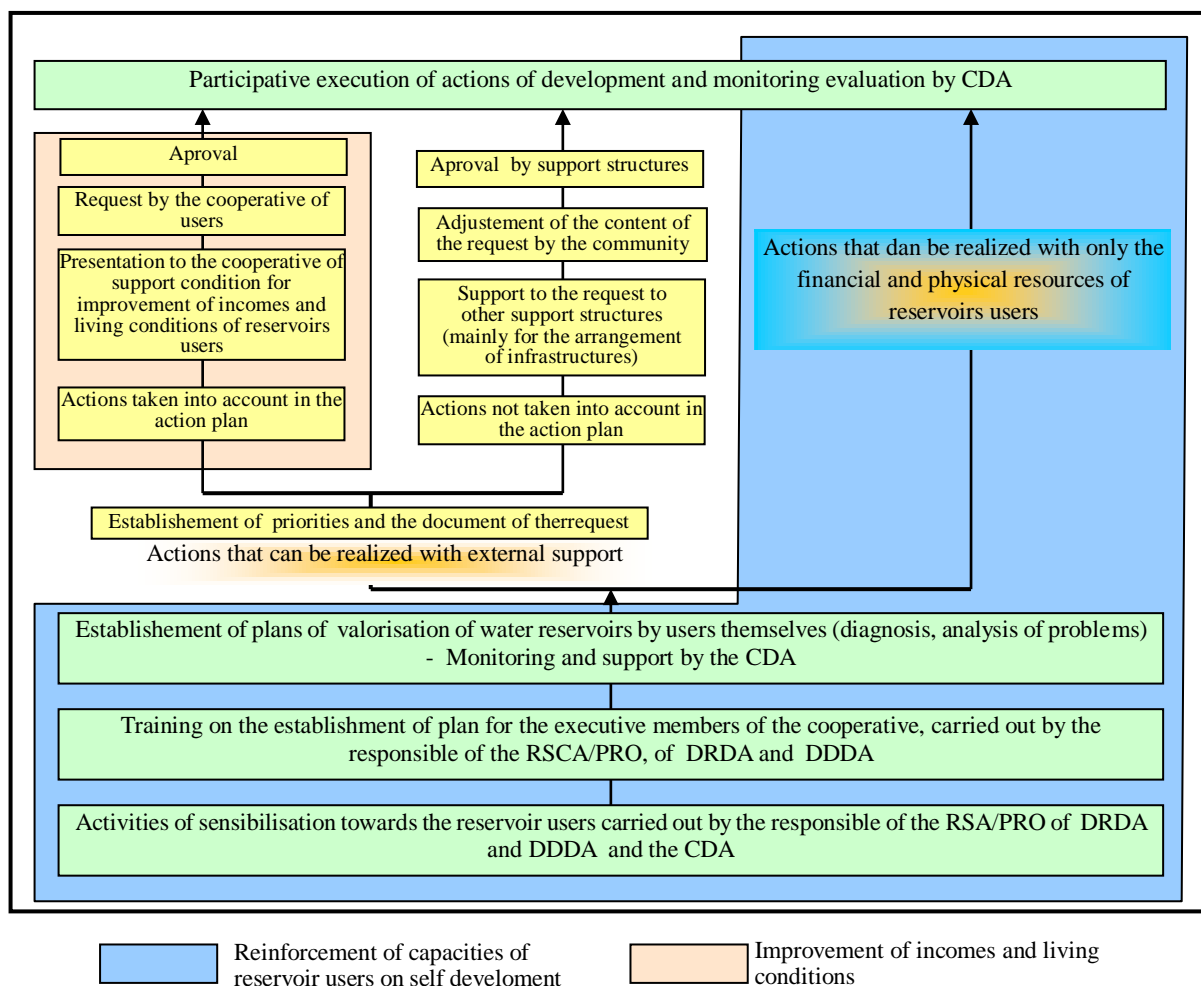 Participative execution of actions of development and monitoring evaluation by CDA
Aproval
Request by the cooperative of
users
Presentation to the cooperative of
support condition for
improvement of incomes and
living conditions of reservoirs
users
Actions taken into account in the
action plan
Aproval by support structures
Adjustement of the content of
the request by the community
Support to the request to
other support structures
(mainly for the arrangement
of infrastructures)
Actions not taken into account in
the action plan
Actions that dan be realized with only the
financial and physical resources of
reservoirs users
Establishement of priorities and the document of therrequest
Actions that can be realized with external support
Establishement of plans of valorisation of water reservoirs by users themselves (diagnosis, analysis of problems)
- Monitoring and support by the CDA
Training on the establishment of plan for the executive members of the cooperative, carried out by the
responsible of the RSCA/PRO, of DRDA and DDDA
Activities of sensibilisation towards the reservoir users carried out by the responsible of the RSA/PRO of DRDA
and DDDA and the CDA
Reinforcement of capacities of
reservoir users on self develoment
Improvement of incomes and living
conditions